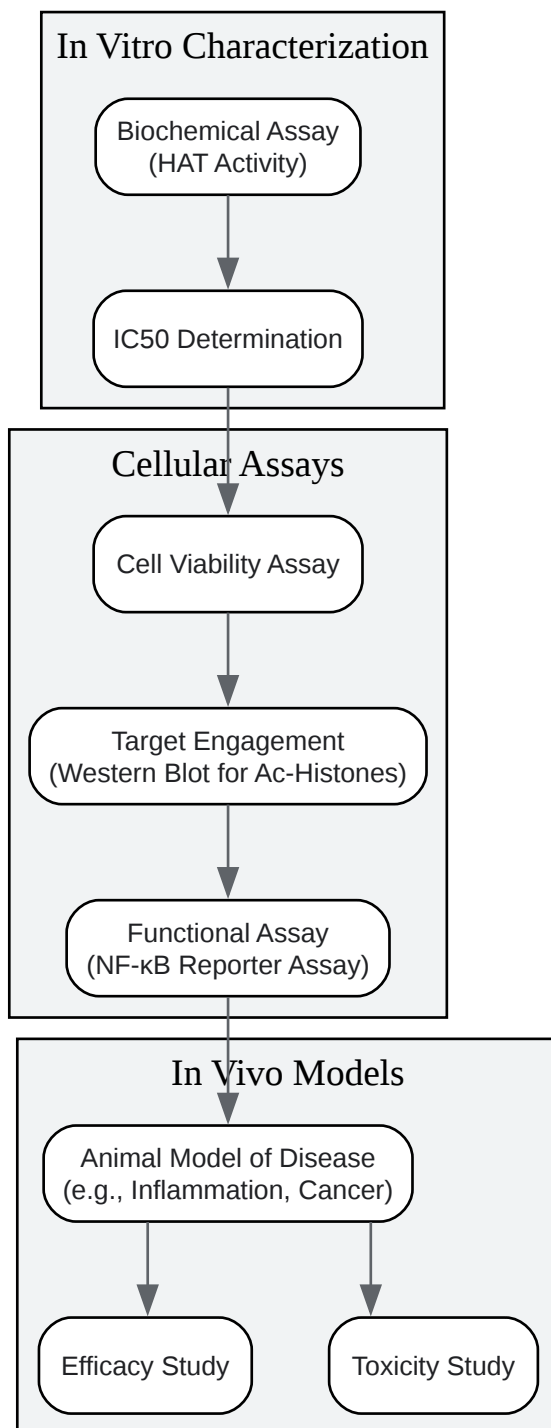 In Vitro Characterization
Biochemical Assay
(HAT Activity)
IC50 Determination
Cellular Assays
Cell Viability Assay
Target Engagement
(Western Blot for Ac-Histones)
Functional Assay
(NF-κB Reporter Assay)
In Vivo Models
Animal Model of Disease
(e.g., Inflammation, Cancer)
Efficacy Study
Toxicity Study